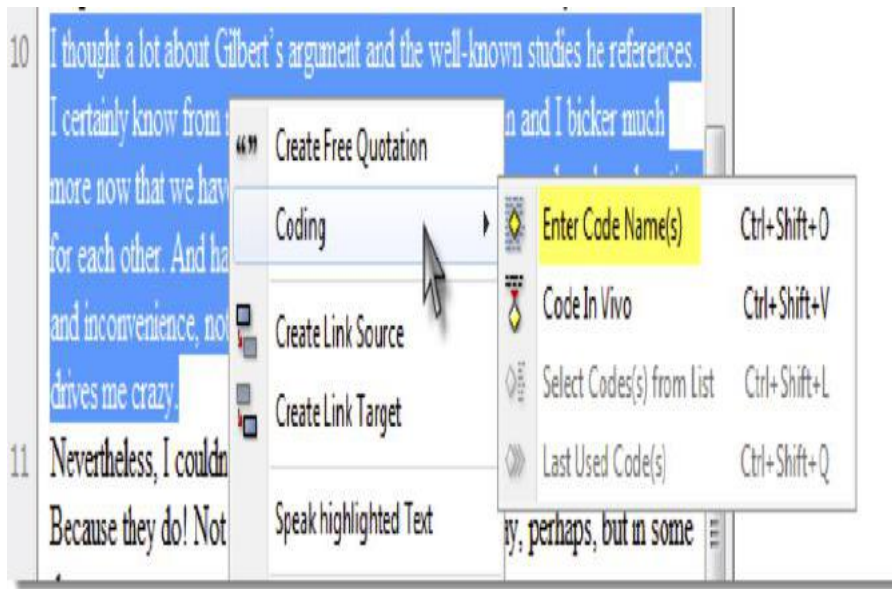 10 I thought a lot about Gilbert's argument and the well-known studies he references.
I certainly know from n and I bicker much
Create Free Quotation
more now that we hav
Coding
Enter Code Name(s) Ctrl+Shift+O
for each other. And ha
Code In Vivo Ctrl+Shift+V
and inconvenience, no
Create Link Source
Select Codes(s) from List Ctrl+Shift+L
drives me crazy.
Create Link Target
11 Nevertheless, I couldn
Last Used Code(s) Ctrl+Shift+Q
Because they do! Not y, perhaps, but in some
Speak highlighted Text